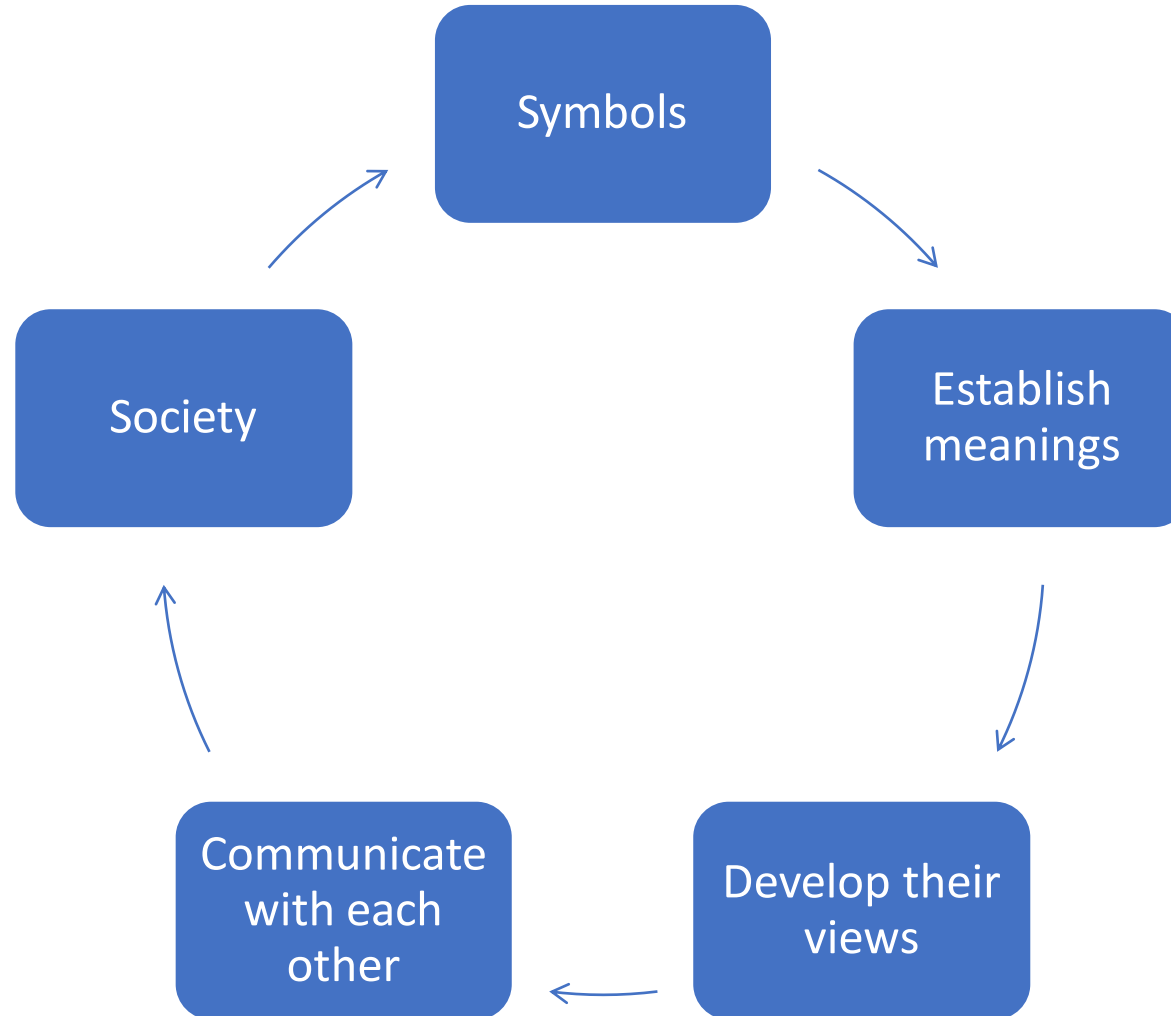 Symbols
Establish
meanings
Develop their
views
Communicate
with each
other
Society